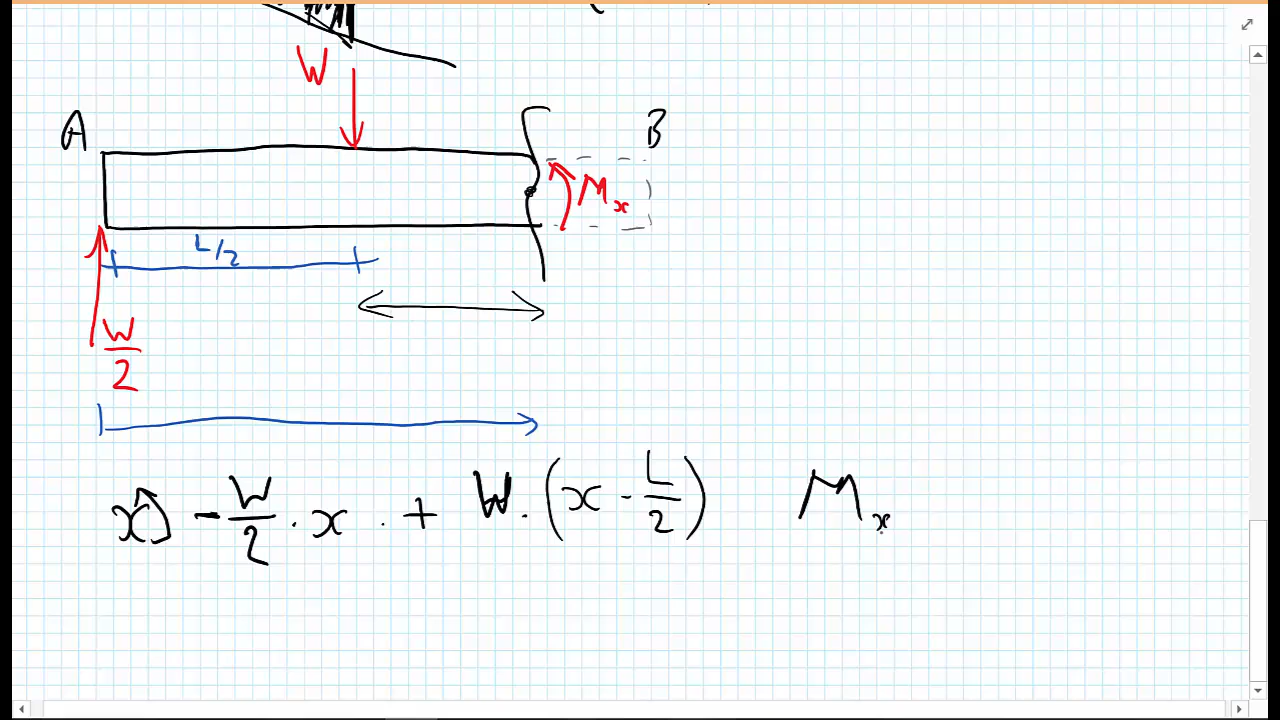 W
A
B
M_x
L/2
W/2
x -W/2 . x . + W . (x - L/2) M_x